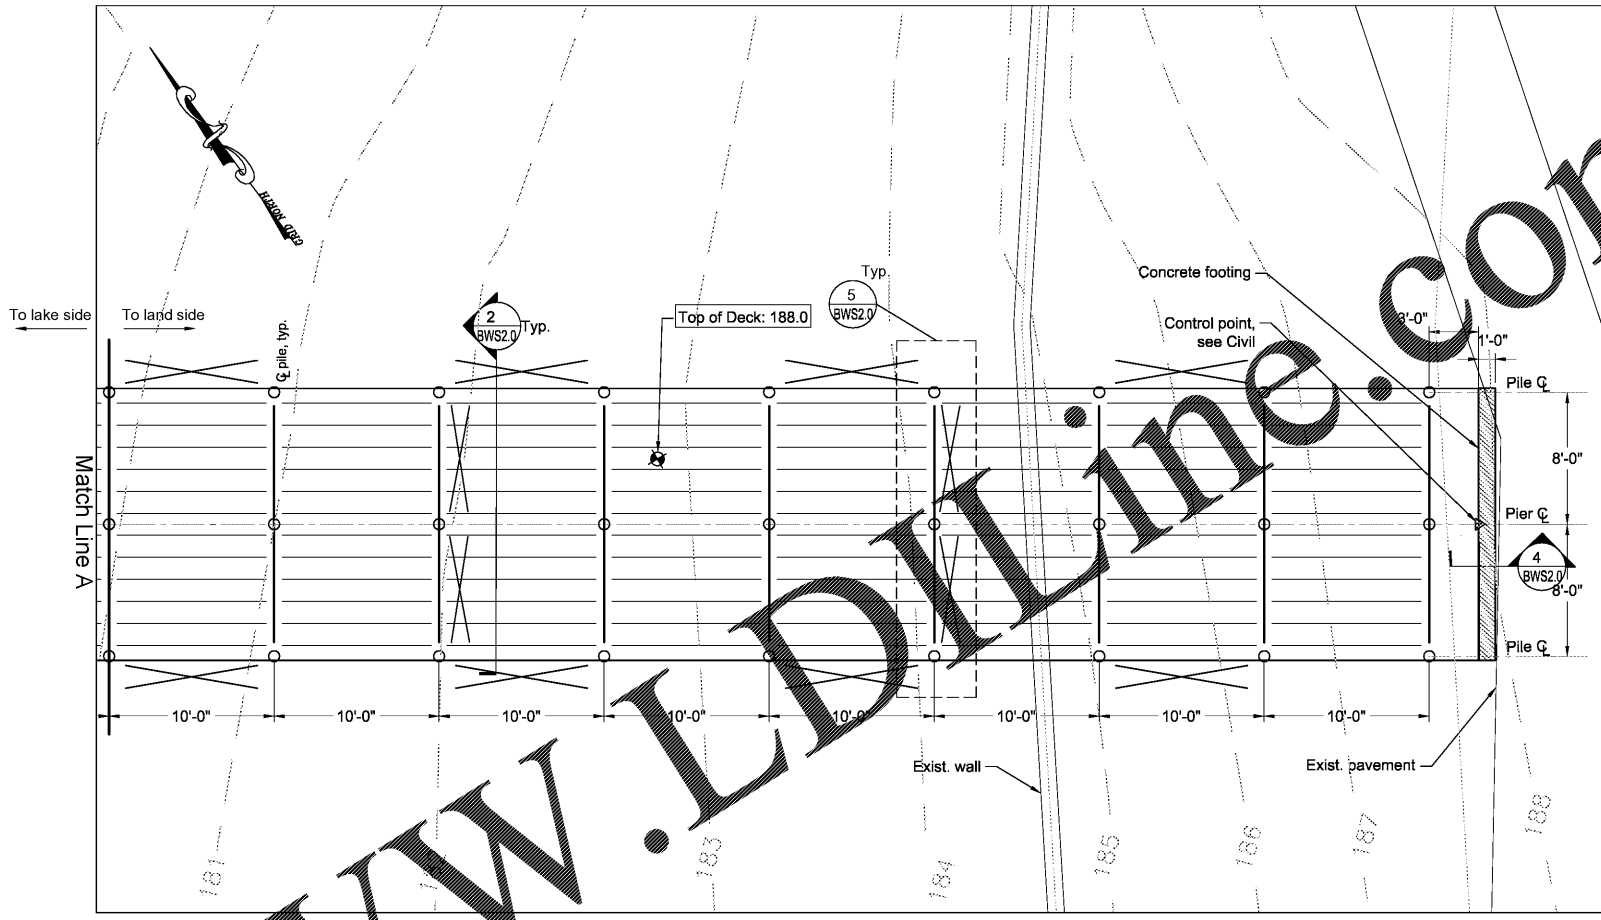 GRID NORTH
Typ.
5
BWS2.0
Concrete footing
To lake side
To land side
℄ pile, typ.
2
BWS2.0
Typ.
Top of Deck: 188.0
Control point,
see Civil
3'-0"
1'-0"
Pile ℄
8'-0"
Match Line A
Pier ℄
4
BWS2.0
8'-0"
Pile ℄
10'-0" 10'-0" 10'-0" 10'-0" 10'-0" 10'-0" 10'-0" 10'-0"
Exist. wall
Exist. pavement
181 183 184 185 186 187 188
WW.LDILine.com